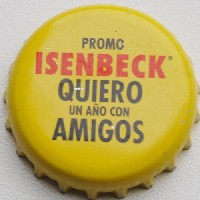 PROMO
ISENBECK®
QUIERO
UN AÑO CON
AMIGOS